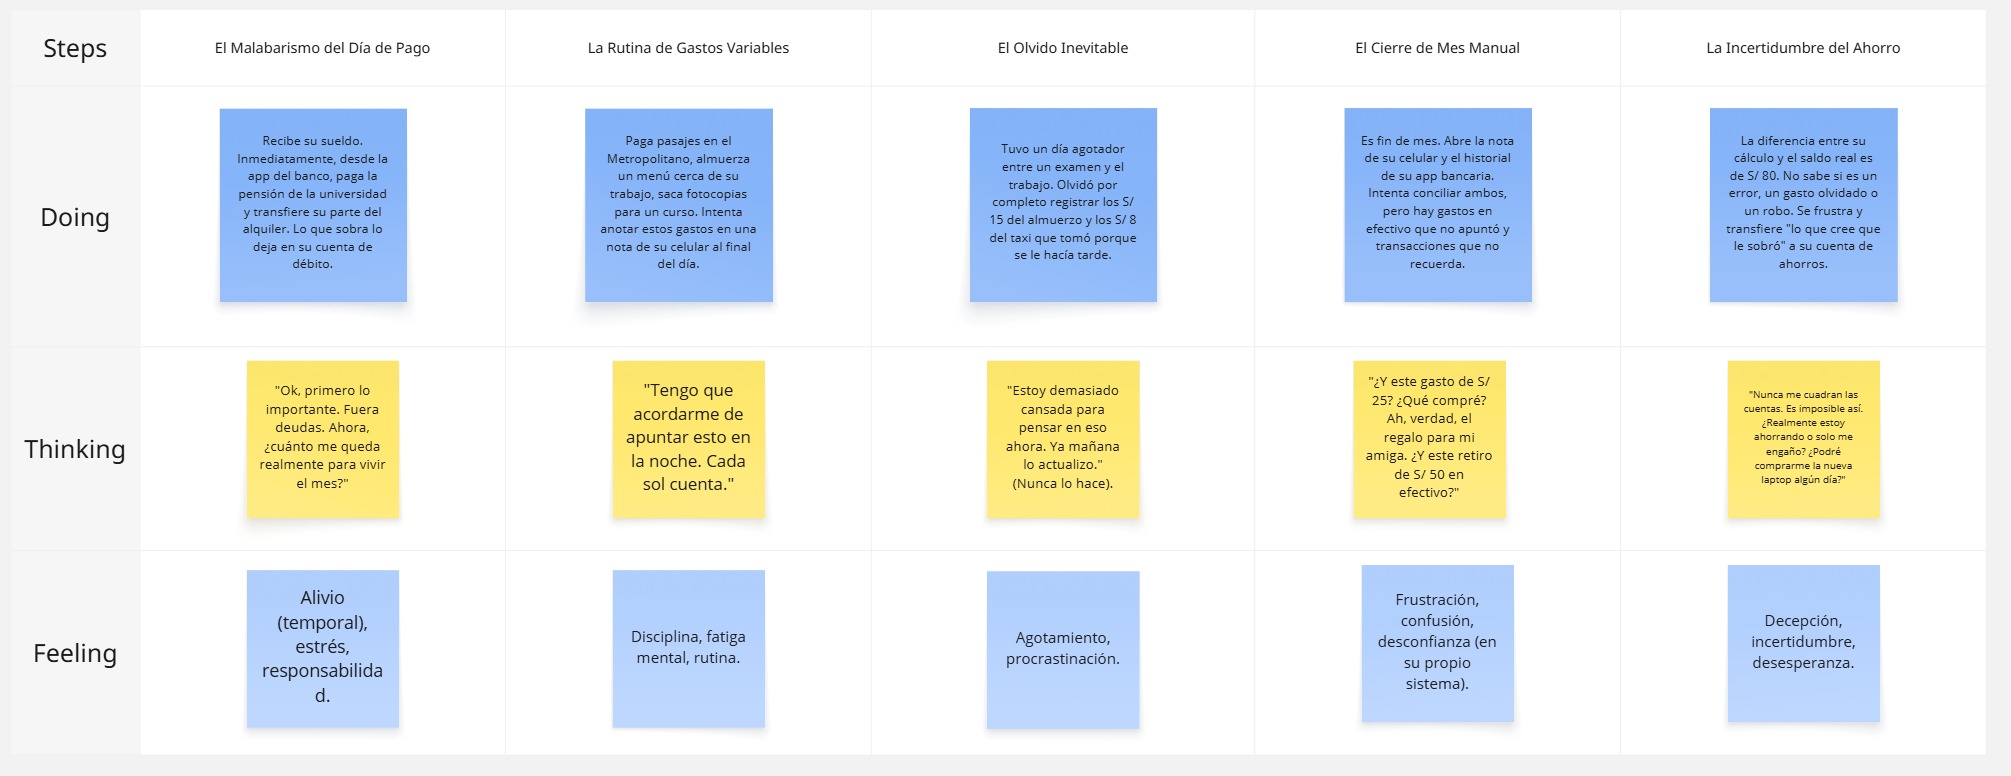 Steps
El Malabarismo del Día de Pago
La Rutina de Gastos Variables
El Olvido Inevitable
El Cierre de Mes Manual
La Incertidumbre del Ahorro
Doing
Recibe su sueldo.
Inmediatamente, desde la
app del banco, paga la
pensión de la universidad
y transfiere su parte del
alquiler. Lo que sobra lo
deja en su cuenta de
débito.
Paga pasajes en el
Metropolitano, almuerza
un menú cerca de su
trabajo, saca fotocopias
para un curso. Intenta
anotar estos gastos en una
nota de su celular al final
del día.
Tuvo un día agotador
entre un examen y el
trabajo. Olvidó por
completo registrar los S/
15 del almuerzo y los S/ 8
del taxi que tomó porque
se le hacía tarde.
Es fin de mes. Abre la nota
de su celular y el historial
de su app bancaria.
Intenta conciliar ambos,
pero hay gastos en
efectivo que no apuntó y
transacciones que no
recuerda.
La diferencia entre su
cálculo y el saldo real es
de S/ 80. No sabe si es un
error, un gasto olvidado o
un robo. Se frustra y
transfiere "lo que cree que
le sobró" a su cuenta de
ahorros.
Thinking
"Ok, primero lo
importante. Fuera
deudas. Ahora,
¿cuánto me queda
realmente para vivir
el mes?"
"Tengo que
acordarme de
apuntar esto en
la noche. Cada
sol cuenta."
"Estoy demasiado
cansada para
pensar en eso
ahora. Ya mañana
lo actualizo."
(Nunca lo hace).
"¿Y este gasto de S/
25? ¿Qué compré?
Ah, verdad, el
regalo para mi
amiga. ¿Y este retiro
de S/ 50 en
efectivo?"
"Nunca me cuadran las
cuentas. Es imposible así.
¿Realmente estoy
ahorrando o solo me
engaño? ¿Podré
comprarme la nueva
laptop algún día?"
Feeling
Alivio
(temporal),
estrés,
responsabilida
d.
Disciplina, fatiga
mental, rutina.
Agotamiento,
procrastinación.
Frustración,
confusión,
desconfianza (en
su propio
sistema).
Decepción,
incertidumbre,
desesperanza.